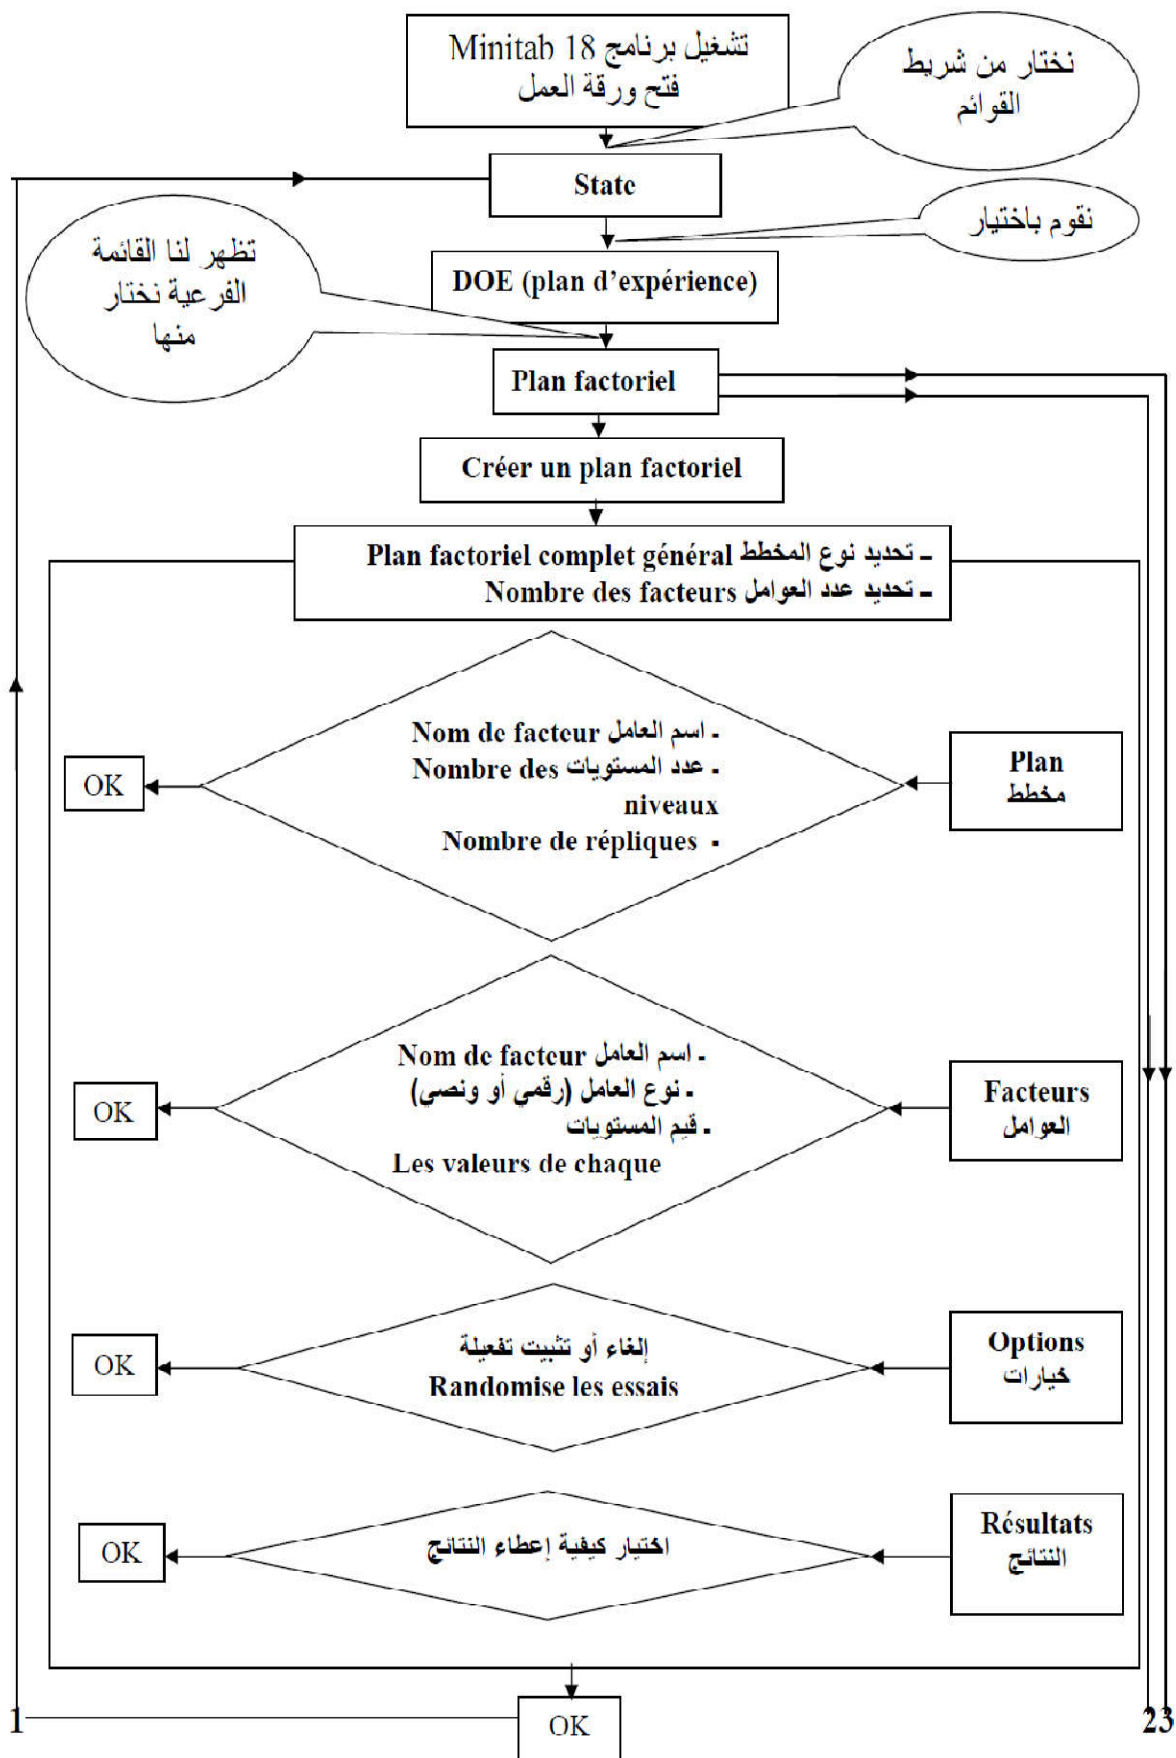 تشغيل برنامج Minitab 18
فتح ورقة العمل
نختار من شريط
القوائم
State
نقوم باختيار
تظهر لنا القائمة
الفرعية نختار
منها
DOE (plan d’expérience)
Plan factoriel
Créer un plan factoriel
ـ تحديد نوع المخطط Plan factoriel complet général
ـ تحديد عدد العوامل Nombre des facteurs
ـ اسم العامل Nom de facteur
ـ عدد المستويات Nombre des
niveaux
- Nombre de répliques
Plan
مخطط
OK
ـ اسم العامل Nom de facteur
ـ نوع العامل (رقمي أو ونصي)
ـ قيم المستويات
Les valeurs de chaque
Facteurs
العوامل
OK
إلغاء أو تثبيت تفعيلة
Randomise les essais
Options
خيارات
OK
اختيار كيفية إعطاء النتائج
Résultats
النتائج
OK
1
OK
23